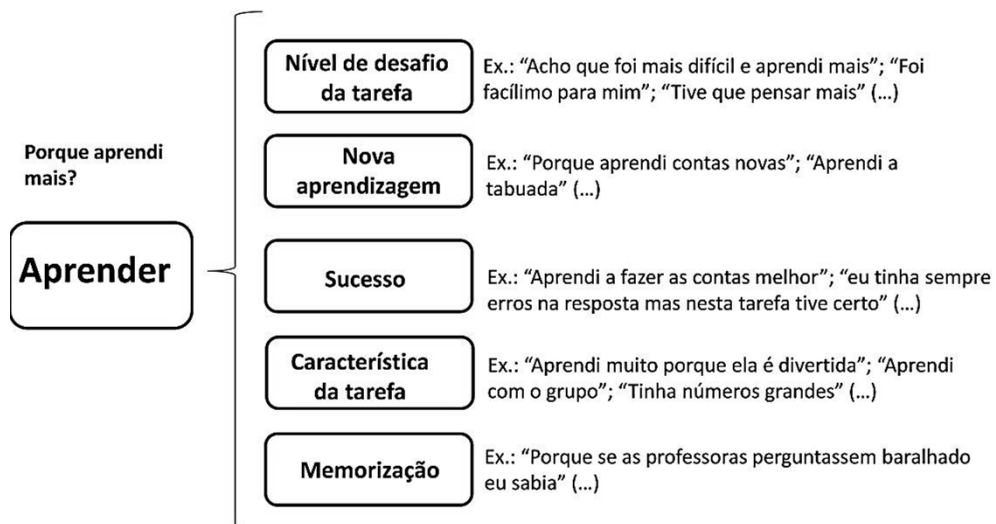 Porque aprendi
mais?
Aprender
Nível de desafio
da tarefa
Ex.: “Acho que foi mais difícil e aprendi mais”; “Foi
facílimo para mim”; “Tive que pensar mais” (...)
Nova
aprendizagem
Ex.: “Porque aprendi contas novas”; “Aprendi a
tabuada” (...)
Sucesso
Ex.: “Aprendi a fazer as contas melhor”; “eu tinha sempre
erros na resposta mas nesta tarefa tive certo” (...)
Característica
da tarefa
Ex.: “Aprendi muito porque ela é divertida”; “Aprendi
com o grupo”; “Tinha números grandes” (...)
Memorização
Ex.: “Porque se as professoras perguntassem baralhado
eu sabia” (...)